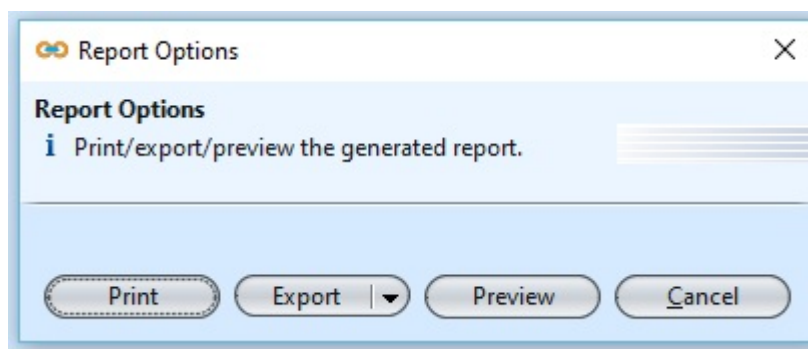 Report Options
Report Options
i Print/export/preview the generated report.
Print Export Preview Cancel